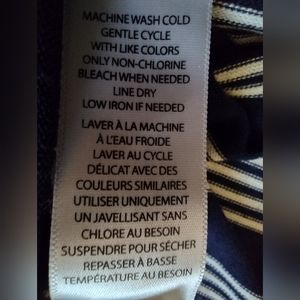 MACHINE WASH COLD
GENTLE CYCLE
WITH LIKE COLORS
ONLY NON-CHLORINE
BLEACH WHEN NEEDED
LINE DRY
LOW IRON IF NEEDED
LAVER À LA MACHINE
À L'EAU FROIDE
LAVER AU CYCLE
DÉLICAT AVEC DES
COULEURS SIMILAIRES
UTILISER UNIQUEMENT
UN JAVELLISANT SANS
CHLORE AU BESOIN
SUSPENDRE POUR SÉCHER
REPASSER À BASSE
TEMPÉRATURE AU BESOIN